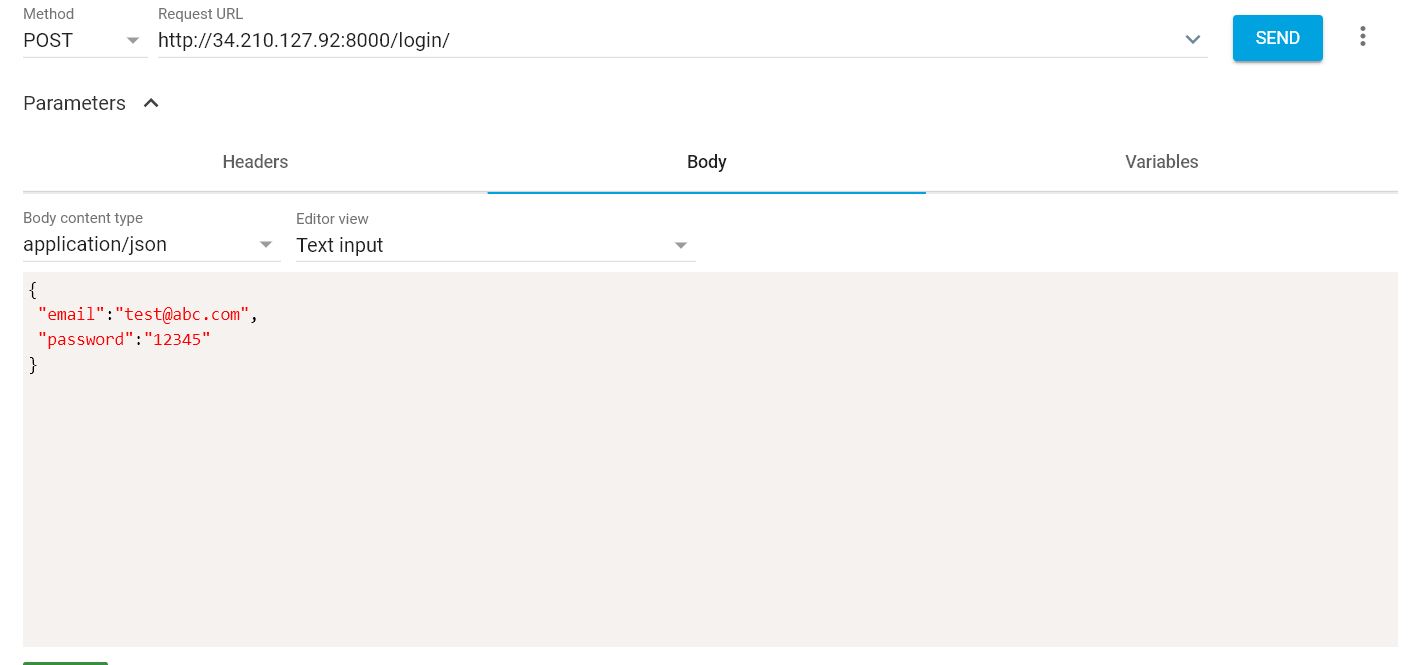 Method
Request URL
POST
http://34.210.127.92:8000/login/
SEND
Parameters
Headers
Body
Variables
Body content type
Editor view
application/json
Text input
{
"email":"test@abc.com",
"password":"12345"
}